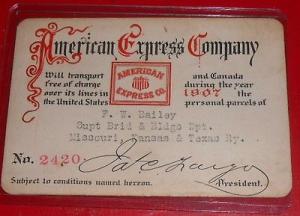 American Express Company
Will transport
free of charge
over its lines in
the United States
AMERICAN
EXPRESS CO.
and Canada
during the year
1907 the
personal parcels of
F. W. Bailey
Supt Brid & Bldgs Dpt.
Missouri, Kansas & Texas Ry.
No. 2420
Jas C Fargo
Subject to conditions named hereon.
President.